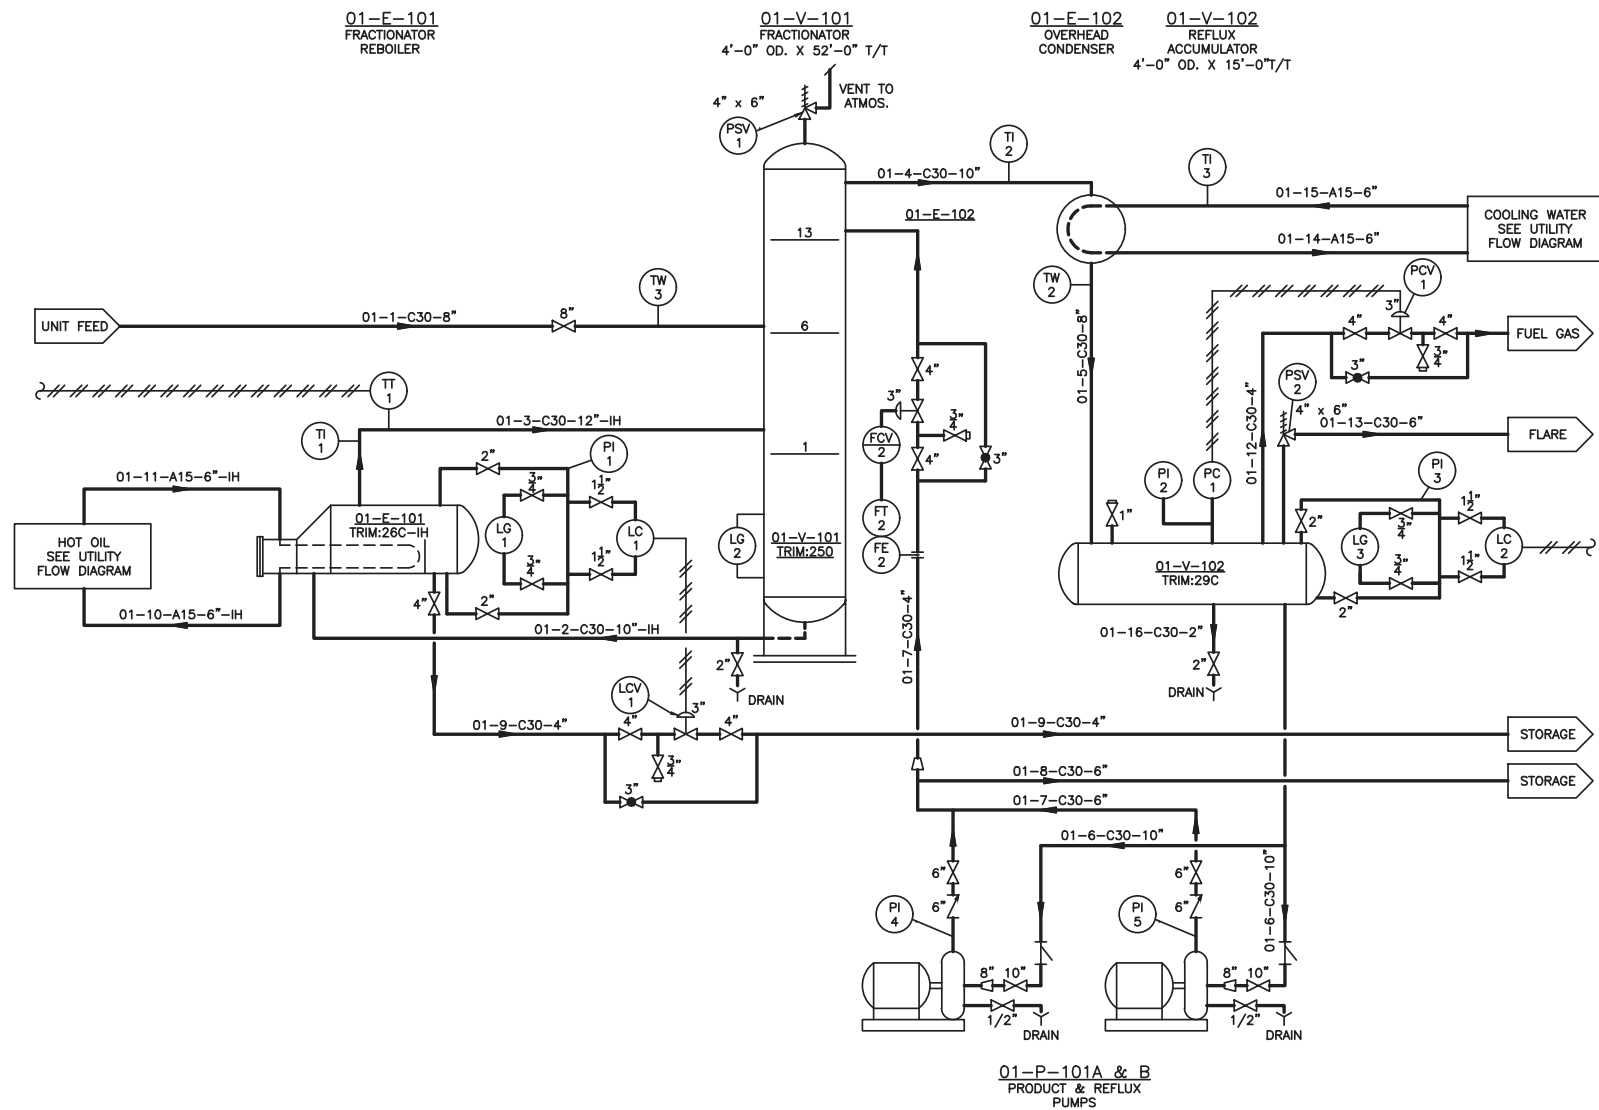 01-E-101
FRACTIONATOR
REBOILER
01-V-101
FRACTIONATOR
4'-0" OD. X 52'-0" T/T
01-E-102
OVERHEAD
CONDENSER
01-V-102
REFLUX
ACCUMULATOR
4'-0" OD. X 15'-0"T/T
4" x 6"
PSV
1
VENT TO
ATMOS.
01-4-C30-10"
TI
2
TI
3
01-15-A15-6"
COOLING WATER
SEE UTILITY
FLOW DIAGRAM
01-14-A15-6"
01-E-102
13
TW
3
TW
2
PCV
1
UNIT FEED
01-1-C30-8"
8"
6
3"
4"
4"
FUEL GAS
3/4
3"
01-5-C30-8"
TT
1
PSV
2
4" x 6"
01-12-C30-4"
01-13-C30-6"
FLARE
TI
1
01-3-C30-12"-IH
1
4"
3"
FCV
2
3/4
4"
3"
01-11-A15-6"-IH
2"
PI
1
3/4
1 1/2"
PI
2
PC
1
PI
3
1 1/2"
HOT OIL
SEE UTILITY
FLOW DIAGRAM
01-E-101
TRIM:26C-IH
LG
1
LC
1
LG
2
01-V-101
TRIM:250
FT
2
FE
2
1"
2"
3/4
LG
3
LC
2
3/4
1 1/2"
3/4
1 1/2"
01-V-102
TRIM:29C
4"
2"
2"
01-10-A15-6"-IH
01-2-C30-10"-IH
2"
DRAIN
01-7-C30-4"
01-16-C30-2"
2"
DRAIN
LCV
1
3"
01-9-C30-4"
4"
4"
3/4
3"
01-9-C30-4"
STORAGE
01-8-C30-6"
STORAGE
01-7-C30-6"
01-6-C30-10"
01-6-C30-10"
6"
6"
6"
6"
PI
4
PI
5
8"
10"
8"
10"
1/2"
DRAIN
1/2"
DRAIN
01-P-101A & B
PRODUCT & REFLUX
PUMPS